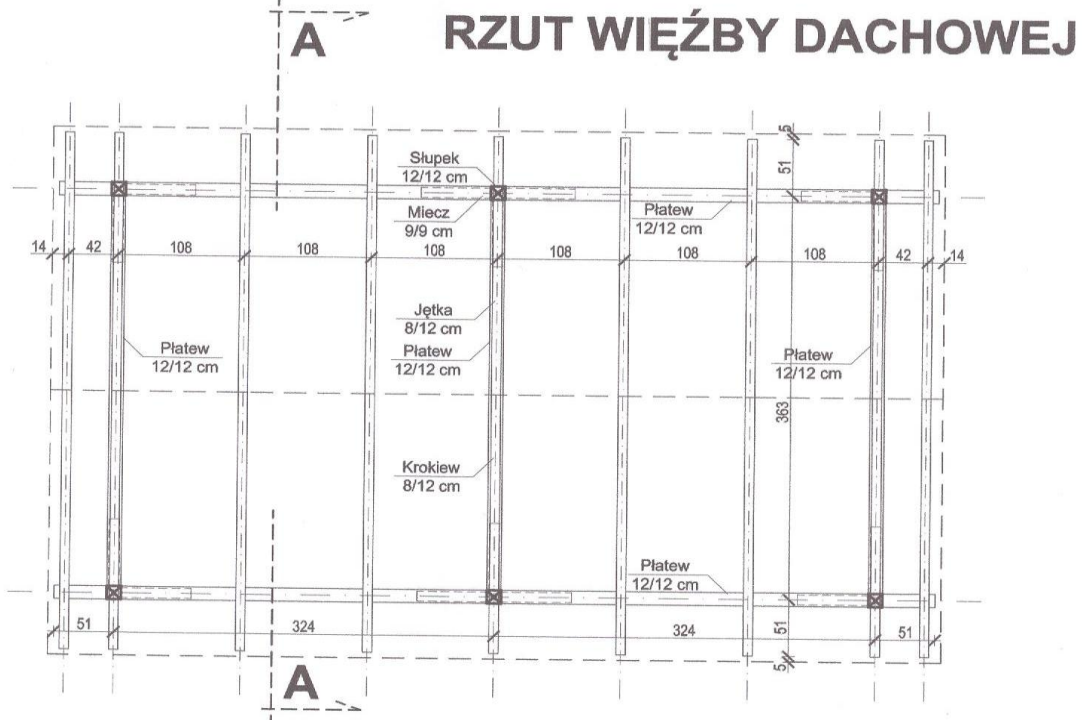 A
RZUT WIĘŹBY DACHOWEJ
5
51
Słupek
12/12 cm
Miecz
9/9 cm
Płatew
12/12 cm
14
42
108
108
108
108
108
108
42
14
Jętka
8/12 cm
Płatew
12/12 cm
Płatew
12/12 cm
Płatew
12/12 cm
363
Krokiew
8/12 cm
Płatew
12/12 cm
51
324
324
51
51
5
A